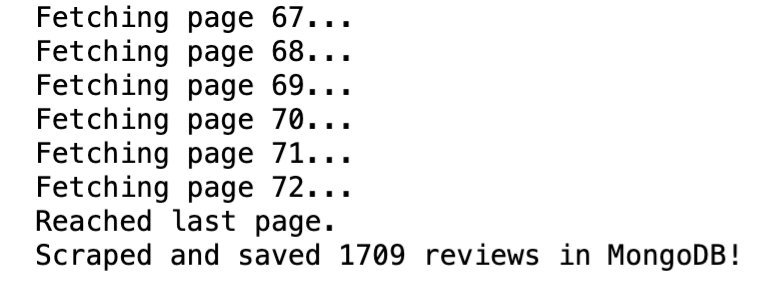 Fetching page 67...
Fetching page 68...
Fetching page 69...
Fetching page 70...
Fetching page 71...
Fetching page 72...
Reached last page.
Scraped and saved 1709 reviews in MongoDB!